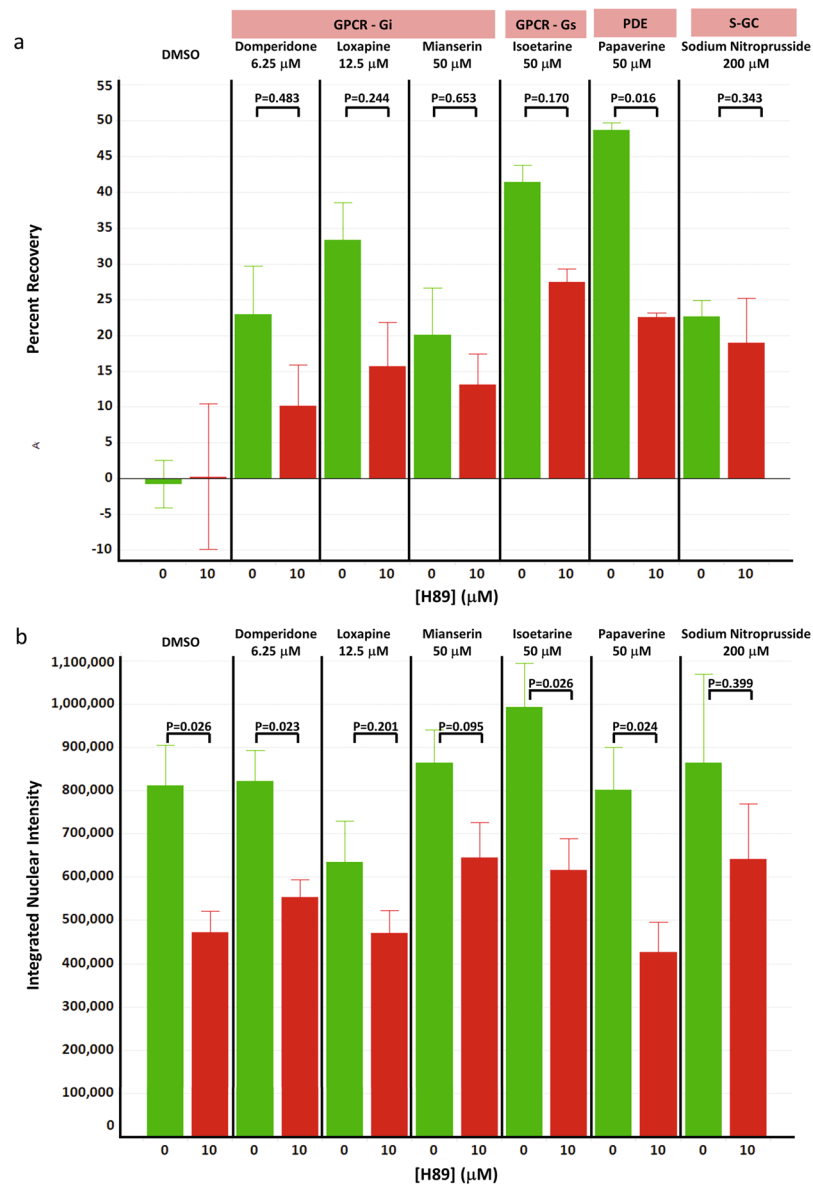 a
GPCR - Gi GPCR - Gs PDE S-GC
DMSO Domperidone 6.25 μM Loxapine 12.5 μM Mianserin 50 μM Isoetarine 50 μM Papaverine 50 μM Sodium Nitroprusside 200 μM
P=0.483 P=0.244 P=0.653 P=0.170 P=0.016 P=0.343
Percent Recovery
A
55
50
45
40
35
30
25
20
15
10
5
0
-5
-10
0 10 0 10 0 10 0 10 0 10 0 10 0 10
[H89] (μM)
b
DMSO Domperidone 6.25 μM Loxapine 12.5 μM Mianserin 50 μM Isoetarine 50 μM Papaverine 50 μM Sodium Nitroprusside 200 μM
P=0.026 P=0.023 P=0.201 P=0.095 P=0.026 P=0.024 P=0.399
Integrated Nuclear Intensity
1,100,000
1,000,000
900,000
800,000
700,000
600,000
500,000
400,000
300,000
200,000
100,000
0
0 10 0 10 0 10 0 10 0 10 0 10 0 10
[H89] (μM)